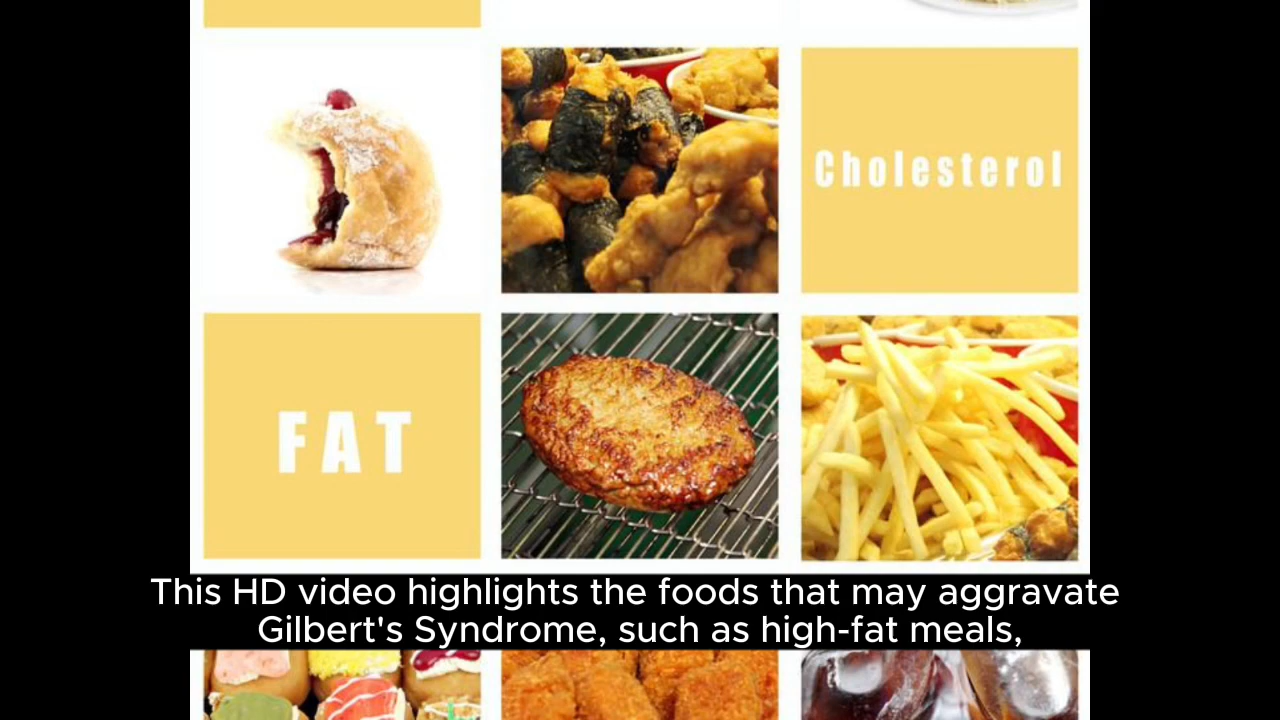 Cholesterol
FAT
This HD video highlights the foods that may aggravate
Gilbert's Syndrome, such as high-fat meals,